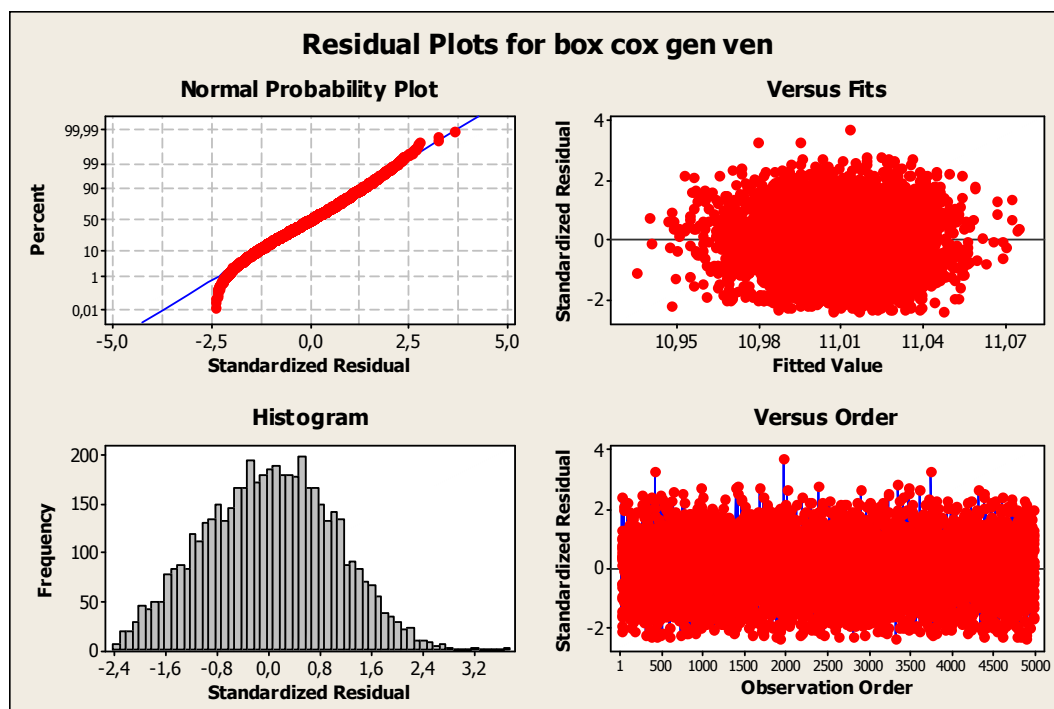 Residual Plots for box cox gen ven
Normal Probability Plot
99,99
99
90
50
10
1
0,01
Percent
-5,0 -2,5 0,0 2,5 5,0
Standardized Residual
Versus Fits
4
2
0
-2
Standardized Residual
10,95 10,98 11,01 11,04 11,07
Fitted Value
Histogram
200
150
100
50
0
Frequency
-2,4 -1,6 -0,8 0,0 0,8 1,6 2,4 3,2
Standardized Residual
Versus Order
4
2
0
-2
Standardized Residual
1 500 1000 1500 2000 2500 3000 3500 4000 4500 5000
Observation Order